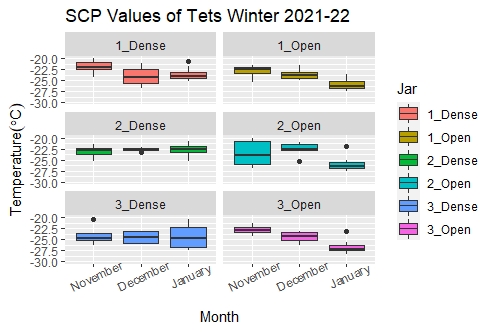 SCP Values of Tets Winter 2021-22
1_Dense 1_Open
-20.0
-22.5
-25.0
-27.5
-30.0
2_Dense 2_Open
-20.0
-22.5
-25.0
-27.5
-30.0
3_Dense 3_Open
-20.0
-22.5
-25.0
-27.5
-30.0
Temperature(°C)
November December January November December January
Month
Jar
1_Dense
1_Open
2_Dense
2_Open
3_Dense
3_Open